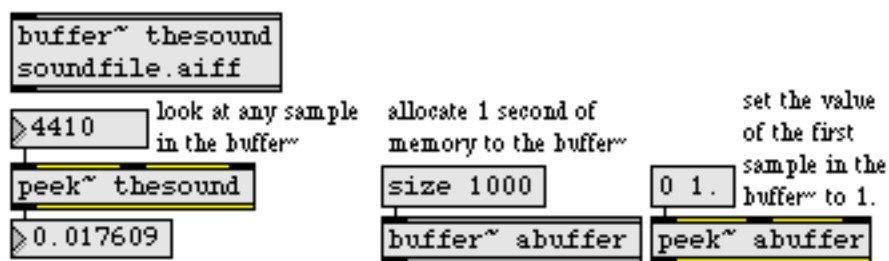 buffer~ thesound
soundfile.aiff
4410
look at any sample
in the buffer~
peek~ thesound
0.017609
allocate 1 second of
memory to the buffer~
size 1000
buffer~ abuffer
set the value
of the first
sample in the
buffer~ to 1.
0 1.
peek~ abuffer